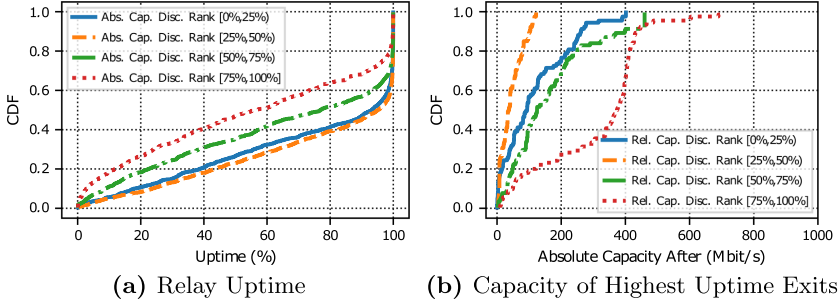 Abs. Cap. Disc. Rank [0%,25%)
Abs. Cap. Disc. Rank [25%,50%)
Abs. Cap. Disc. Rank [50%,75%)
Abs. Cap. Disc. Rank [75%,100%]
1.0
0.8
0.6
0.4
0.2
0.0
CDF
0 20 40 60 80 100
Uptime (%)
(a) Relay Uptime
1.0
0.8
0.6
0.4
0.2
0.0
CDF
Rel. Cap. Disc. Rank [0%,25%)
Rel. Cap. Disc. Rank [25%,50%)
Rel. Cap. Disc. Rank [50%,75%)
Rel. Cap. Disc. Rank [75%,100%]
0 200 400 600 800 1000
Absolute Capacity After (Mbit/s)
(b) Capacity of Highest Uptime Exits